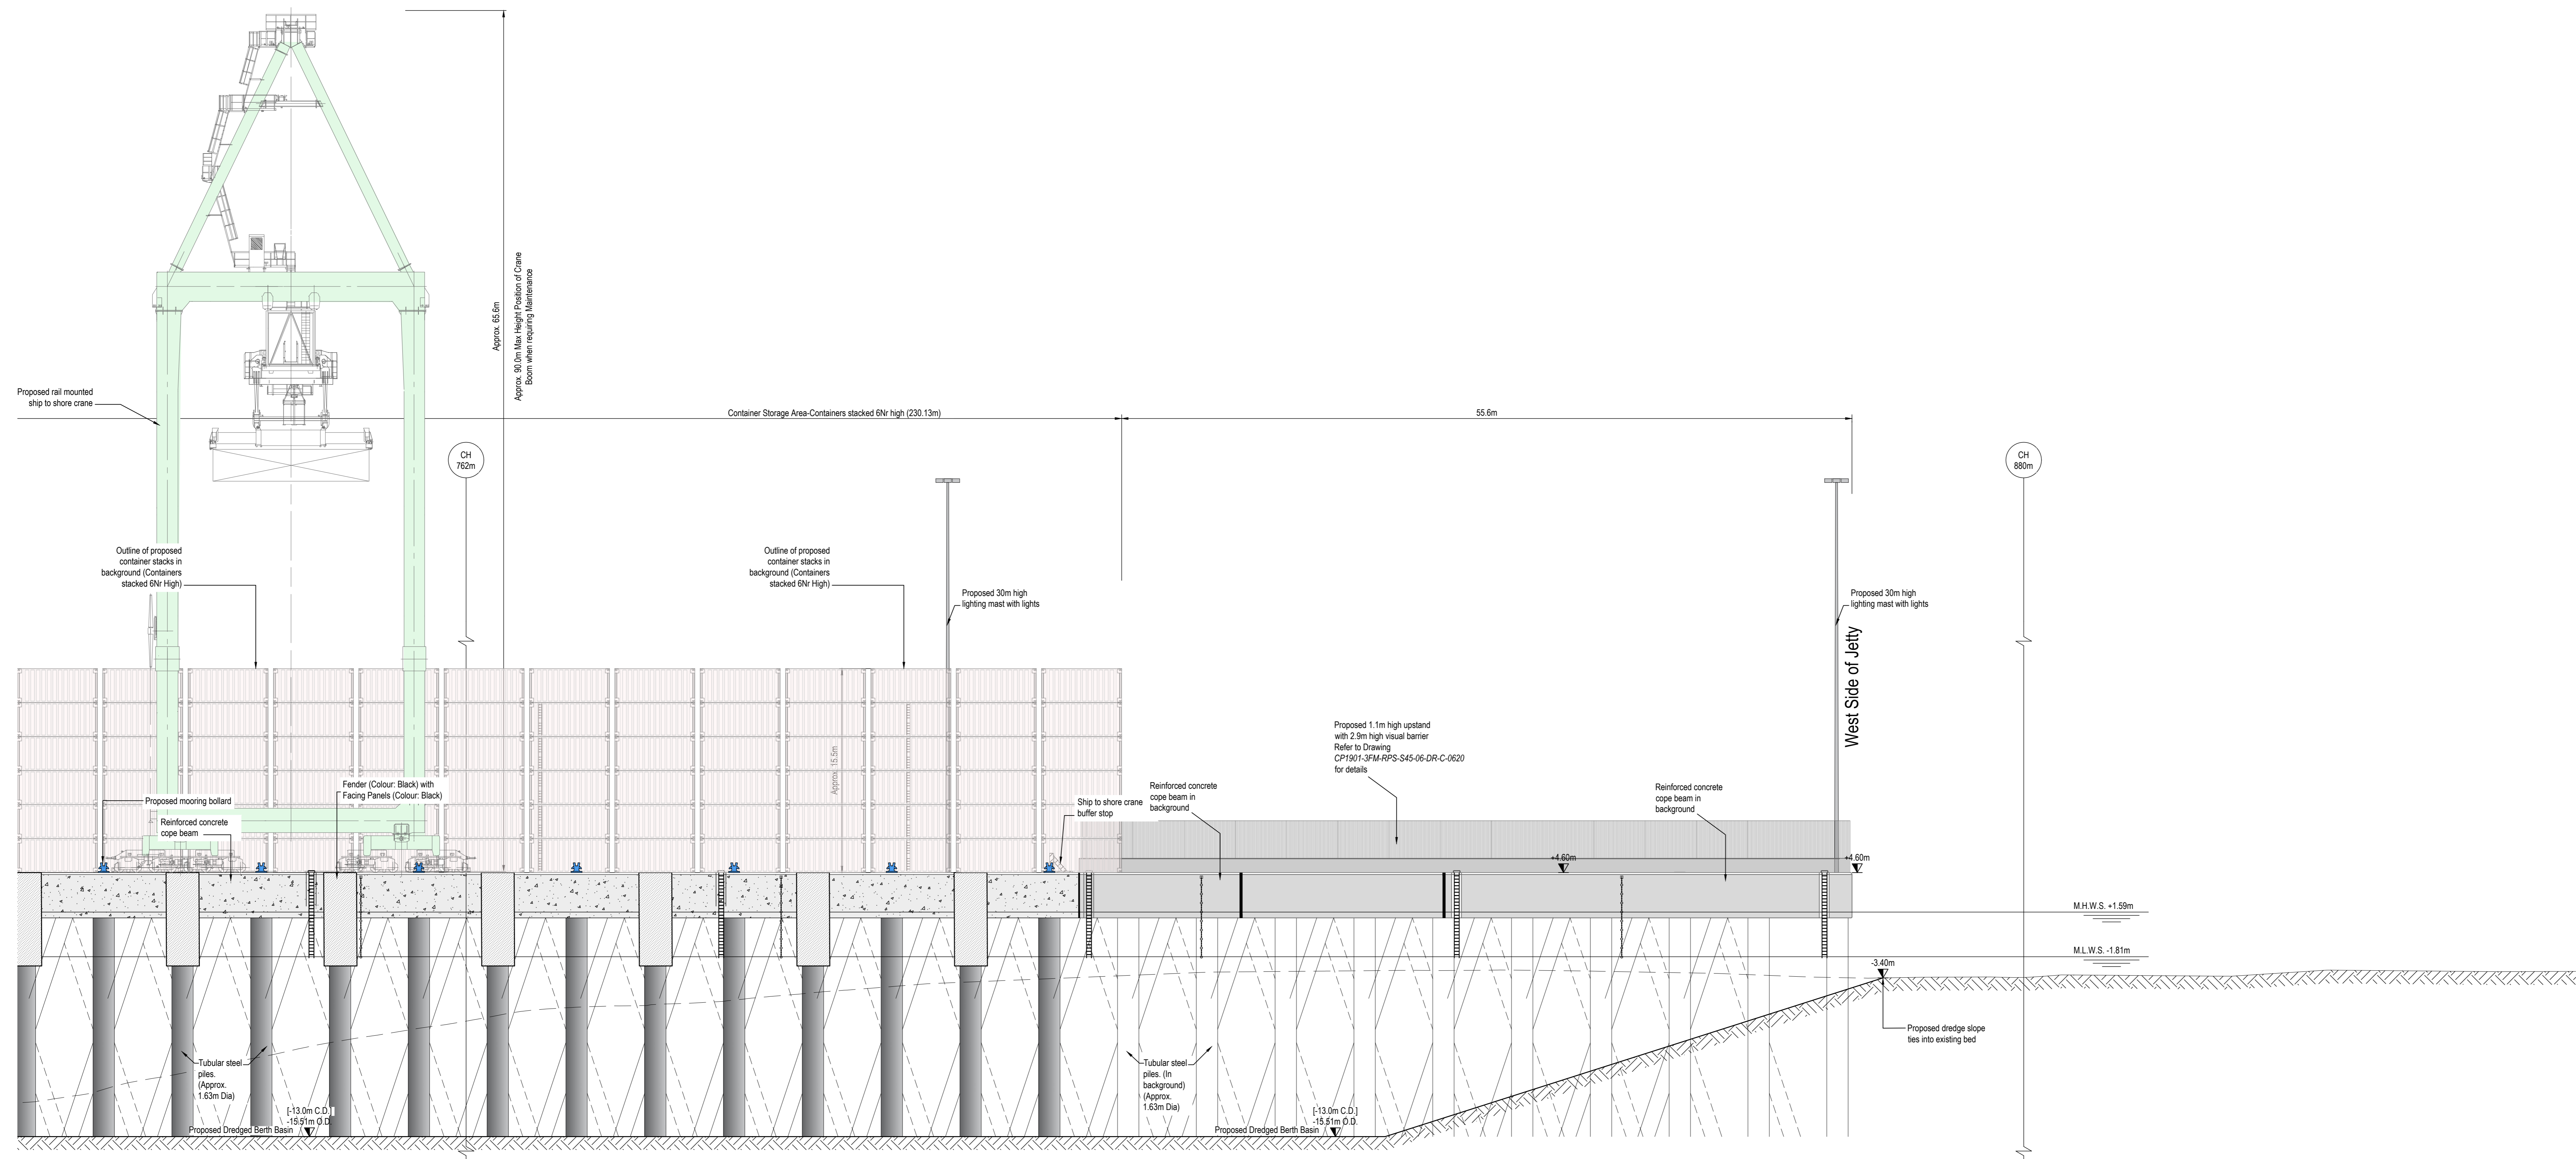 Approx. 65.6m
Approx. 90.0m Max Height Position of Crane
Boom when requiring Maintenance
Proposed rail mounted
ship to shore crane
Container Storage Area-Containers stacked 6Nr high (230.13m)
55.6m
CH
762m
CH
880m
Outline of proposed
container stacks in
background (Containers
stacked 6Nr High)
Outline of proposed
container stacks in
background (Containers
stacked 6Nr High)
Proposed 30m high
lighting mast with lights
Proposed 30m high
lighting mast with lights
West Side of Jetty
Approx. 15.5m
Proposed 1.1m high upstand
with 2.9m high visual barrier
Refer to Drawing
CP1901-3FM-RPS-S45-06-DR-C-0620
for details
Proposed mooring bollard
Fender (Colour: Black) with
Facing Panels (Colour: Black)
Reinforced concrete
cope beam
Ship to shore crane
buffer stop
Reinforced concrete
cope beam in
background
Reinforced concrete
cope beam in
background
+4.60m
+4.60m
M.H.W.S. +1.59m
M.L.W.S. -1.81m
-3.40m
Proposed dredge slope
ties into existing bed
Tubular steel
piles.
(Approx.
1.63m Dia)
Tubular steel
piles. (In
background)
(Approx.
1.63m Dia)
[-13.0m C.D.]
-15.51m O.D.
Proposed Dredged Berth Basin
[-13.0m C.D.]
-15.51m O.D.
Proposed Dredged Berth Basin